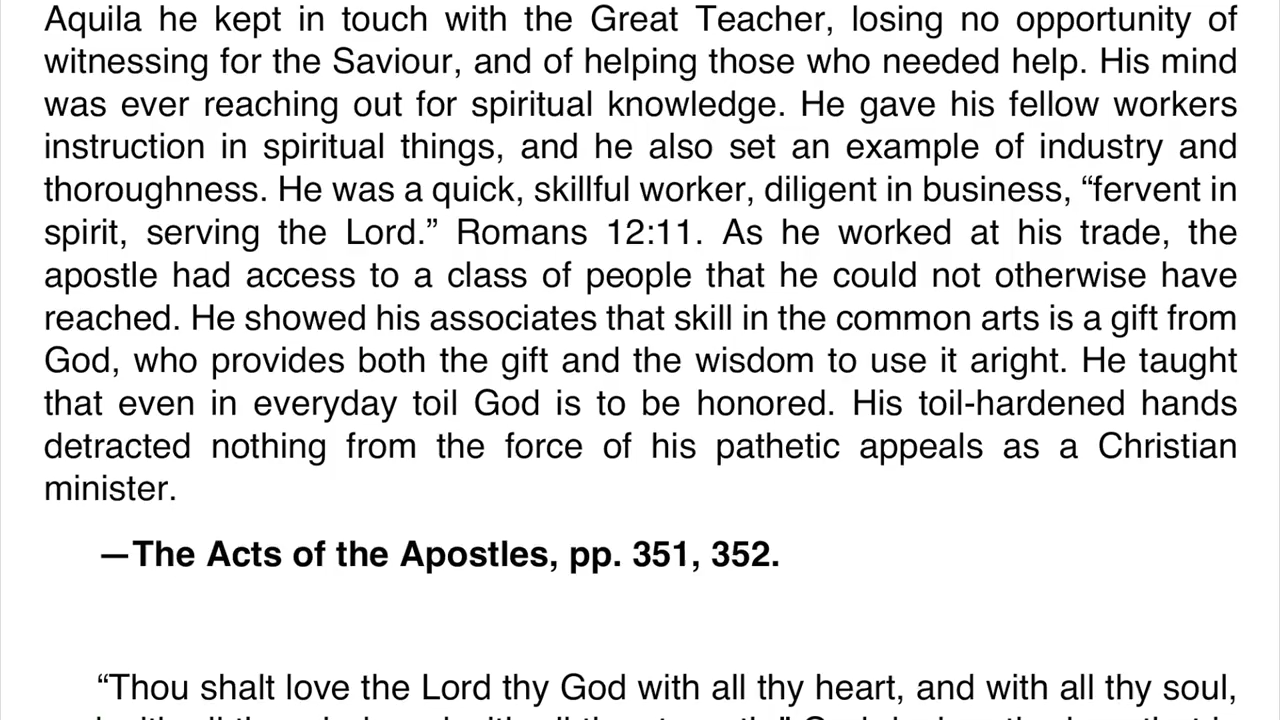 Aquila he kept in touch with the Great Teacher, losing no opportunity of
witnessing for the Saviour, and of helping those who needed help. His mind
was ever reaching out for spiritual knowledge. He gave his fellow workers
instruction in spiritual things, and he also set an example of industry and
thoroughness. He was a quick, skillful worker, diligent in business, “fervent in
spirit, serving the Lord.” Romans 12:11. As he worked at his trade, the
apostle had access to a class of people that he could not otherwise have
reached. He showed his associates that skill in the common arts is a gift from
God, who provides both the gift and the wisdom to use it aright. He taught
that even in everyday toil God is to be honored. His toil-hardened hands
detracted nothing from the force of his pathetic appeals as a Christian
minister.
—The Acts of the Apostles, pp. 351, 352.
“Thou shalt love the Lord thy God with all thy heart, and with all thy soul,